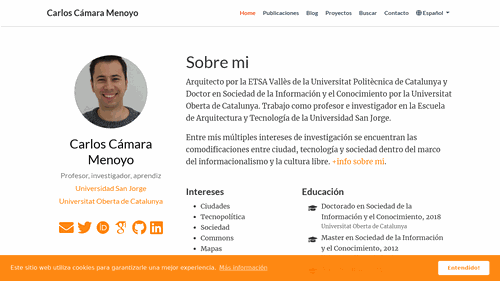 Carlos Cámara Menoyo
Home Publicaciones Blog Proyectos Buscar Contacto Español
Sobre mi
Arquitecto por la ETSA Vallès de la Universitat Politècnica de Catalunya y
Doctor en Sociedad de la Información y el Conocimiento por la Universitat
Oberta de Catalunya. Trabajo como profesor e investigador en la Escuela
de Arquitectura y Tecnología de la Universidad San Jorge.
Entre mis múltiples intereses de investigación se encuentran las
comodificaciones entre ciudad, tecnología y sociedad dentro del marco
del informacionalismo y la cultura libre. +info sobre mi.
Carlos Cámara
Menoyo
Profesor, investigador, aprendiz
Universidad San Jorge
Universitat Oberta de Catalunya
Intereses
Ciudades
Tecnopolítica
Sociedad
Commons
Mapas
Educación
Doctorado en Sociedad de la
Información y el Conocimiento, 2018
Universitat Oberta de Catalunya
Master en Sociedad de la Información
y el Conocimiento, 2012
Este sitio web utiliza cookies para garantizarle una mejor experiencia. Más información
Entendido!